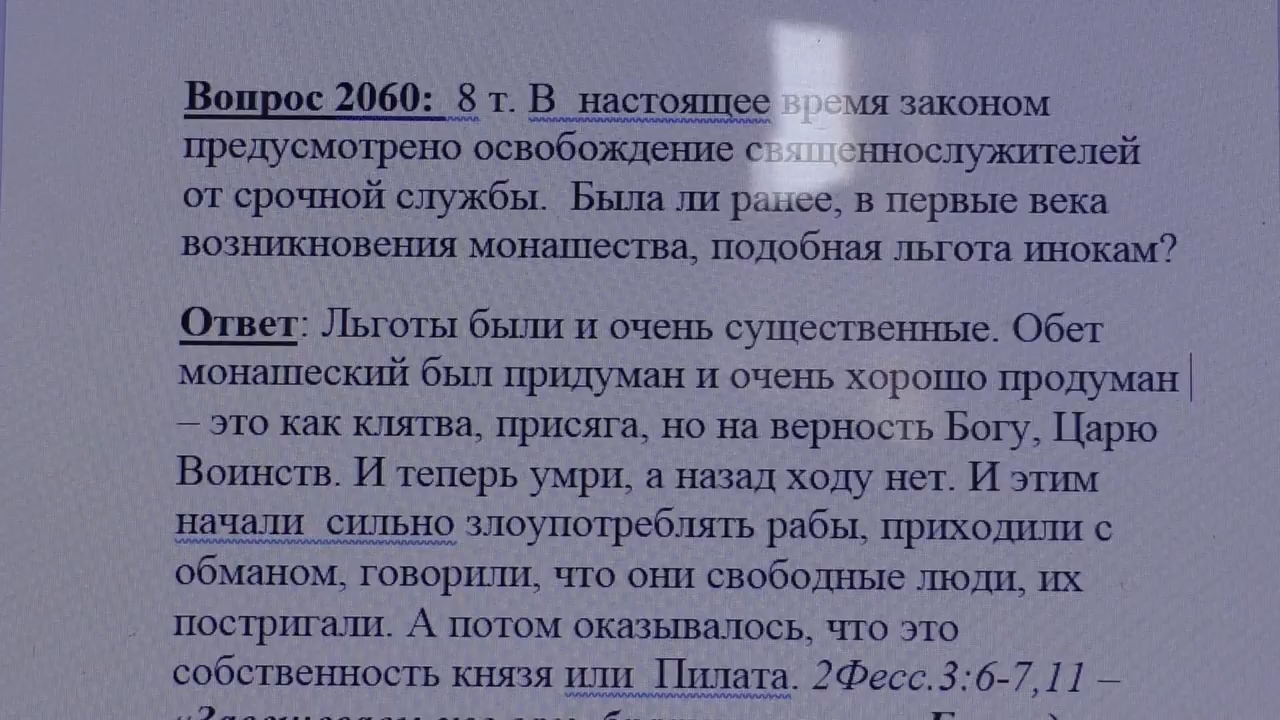 Вопрос 2060: 8 т. В настоящее время законом
предусмотрено освобождение священнослужителей
от срочной службы. Была ли ранее, в первые века
возникновения монашества, подобная льгота инокам?
Ответ: Льготы были и очень существенные. Обет
монашеский был придуман и очень хорошо продуман
– это как клятва, присяга, но на верность Богу, Царю
Воинств. И теперь умри, а назад ходу нет. И этим
начали сильно злоупотреблять рабы, приходили с
обманом, говорили, что они свободные люди, их
постригали. А потом оказывалось, что это
собственность князя или Пилата. 2Фесс.3:6-7,11 –